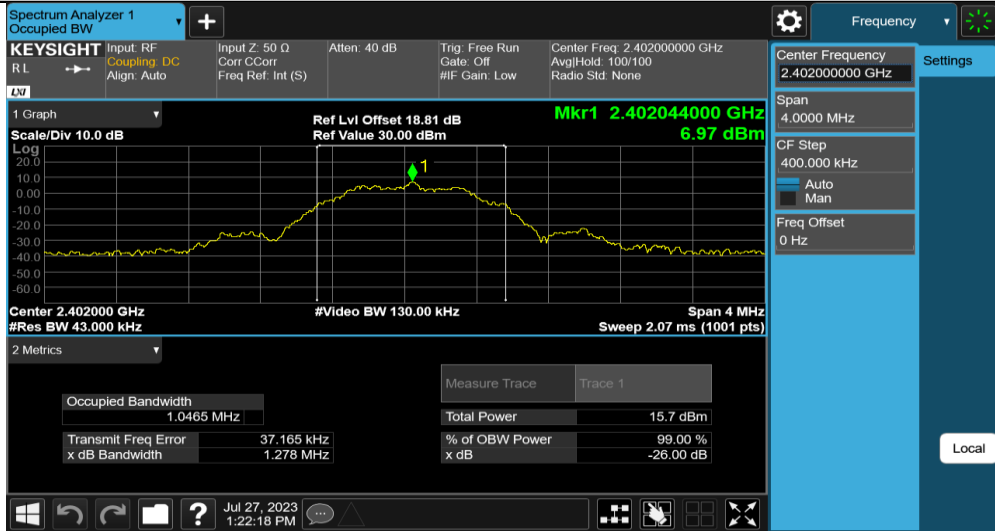 Spectrum Analyzer 1
Occupied BW
Frequency
KEYSIGHT
RL
LXI
Input: RF
Coupling: DC
Align: Auto
Input Z: 50 Ω
Corr CCorr
Freq Ref: Int (S)
Atten: 40 dB
Trig: Free Run
Gate: Off
#IF Gain: Low
Center Freq: 2.402000000 GHz
Avg|Hold: 100/100
Radio Std: None
Center Frequency
2.402000000 GHz
Settings
Span
4.0000 MHz
CF Step
400.000 kHz
Auto
Man
Freq Offset
0 Hz
1 Graph
Scale/Div 10.0 dB
Ref Lvl Offset 18.81 dB
Ref Value 30.00 dBm
Mkr1 2.402044000 GHz
6.97 dBm
Log
20.0
10.0
0.00
-10.0
-20.0
-30.0
-40.0
-50.0
-60.0
1
Center 2.402000 GHz
#Video BW 130.00 kHz
Span 4 MHz
#Res BW 43.000 kHz
Sweep 2.07 ms (1001 pts)
2 Metrics
Measure Trace
Trace 1
Occupied Bandwidth
1.0465 MHz
Total Power
15.7 dBm
Transmit Freq Error
37.165 kHz
% of OBW Power
99.00 %
x dB Bandwidth
1.278 MHz
x dB
-26.00 dB
Local
?
Jul 27, 2023
1:22:18 PM